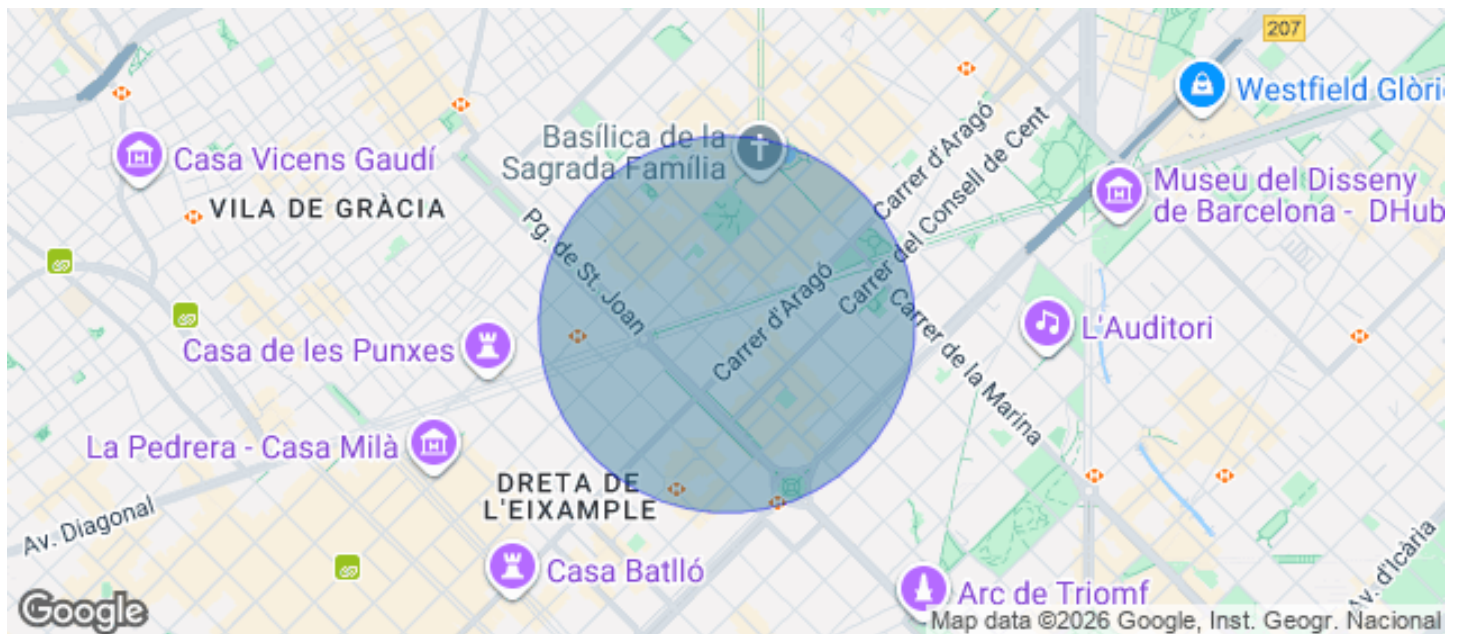 207
Westfield Glòri
Basílica de la
Sagrada Família
Carrer d'Aragó
Carrer del Consell de Cent
Casa Vicens Gaudí
Museu del Disseny
de Barcelona - DHub
VILA DE GRÀCIA
Pg. de St. Joan
Carrer d'Aragó
Carrer de la Marina
L'Auditori
Casa de les Punxes
La Pedrera - Casa Milà
DRETA DE
L'EIXAMPLE
Av. Diagonal
Av. d'Icària
Casa Batlló
Arc de Triomf
Google
Map data ©2026 Google, Inst. Geogr. Nacional